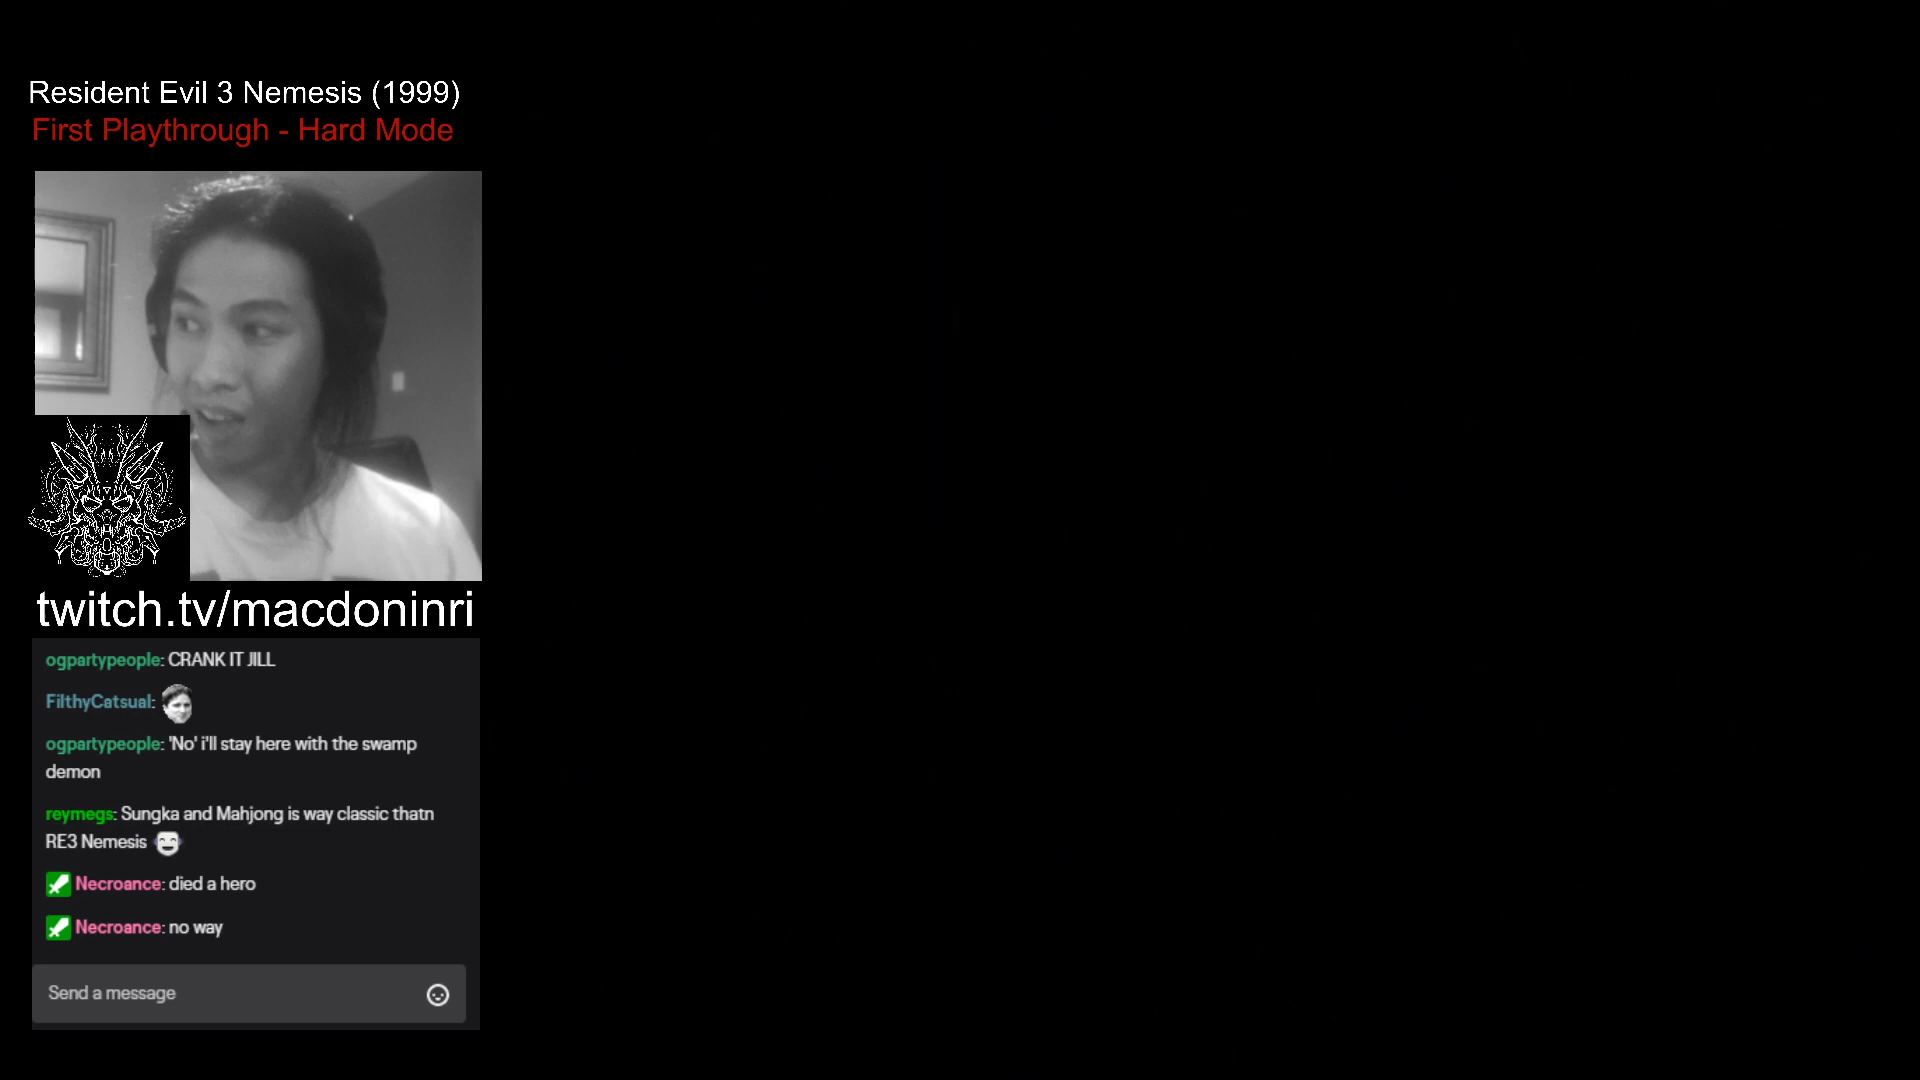 Resident Evil 3 Nemesis (1999)
First Playthrough - Hard Mode
twitch.tv/macdoninri
ogpartypeople: CRANK IT JILL
FilthyCatsual:
ogpartypeople: 'No' i'll stay here with the swamp
demon
reymegs: Sungka and Mahjong is way classic thatn
RE3 Nemesis
Necroance: died a hero
Necroance: no way
Send a message